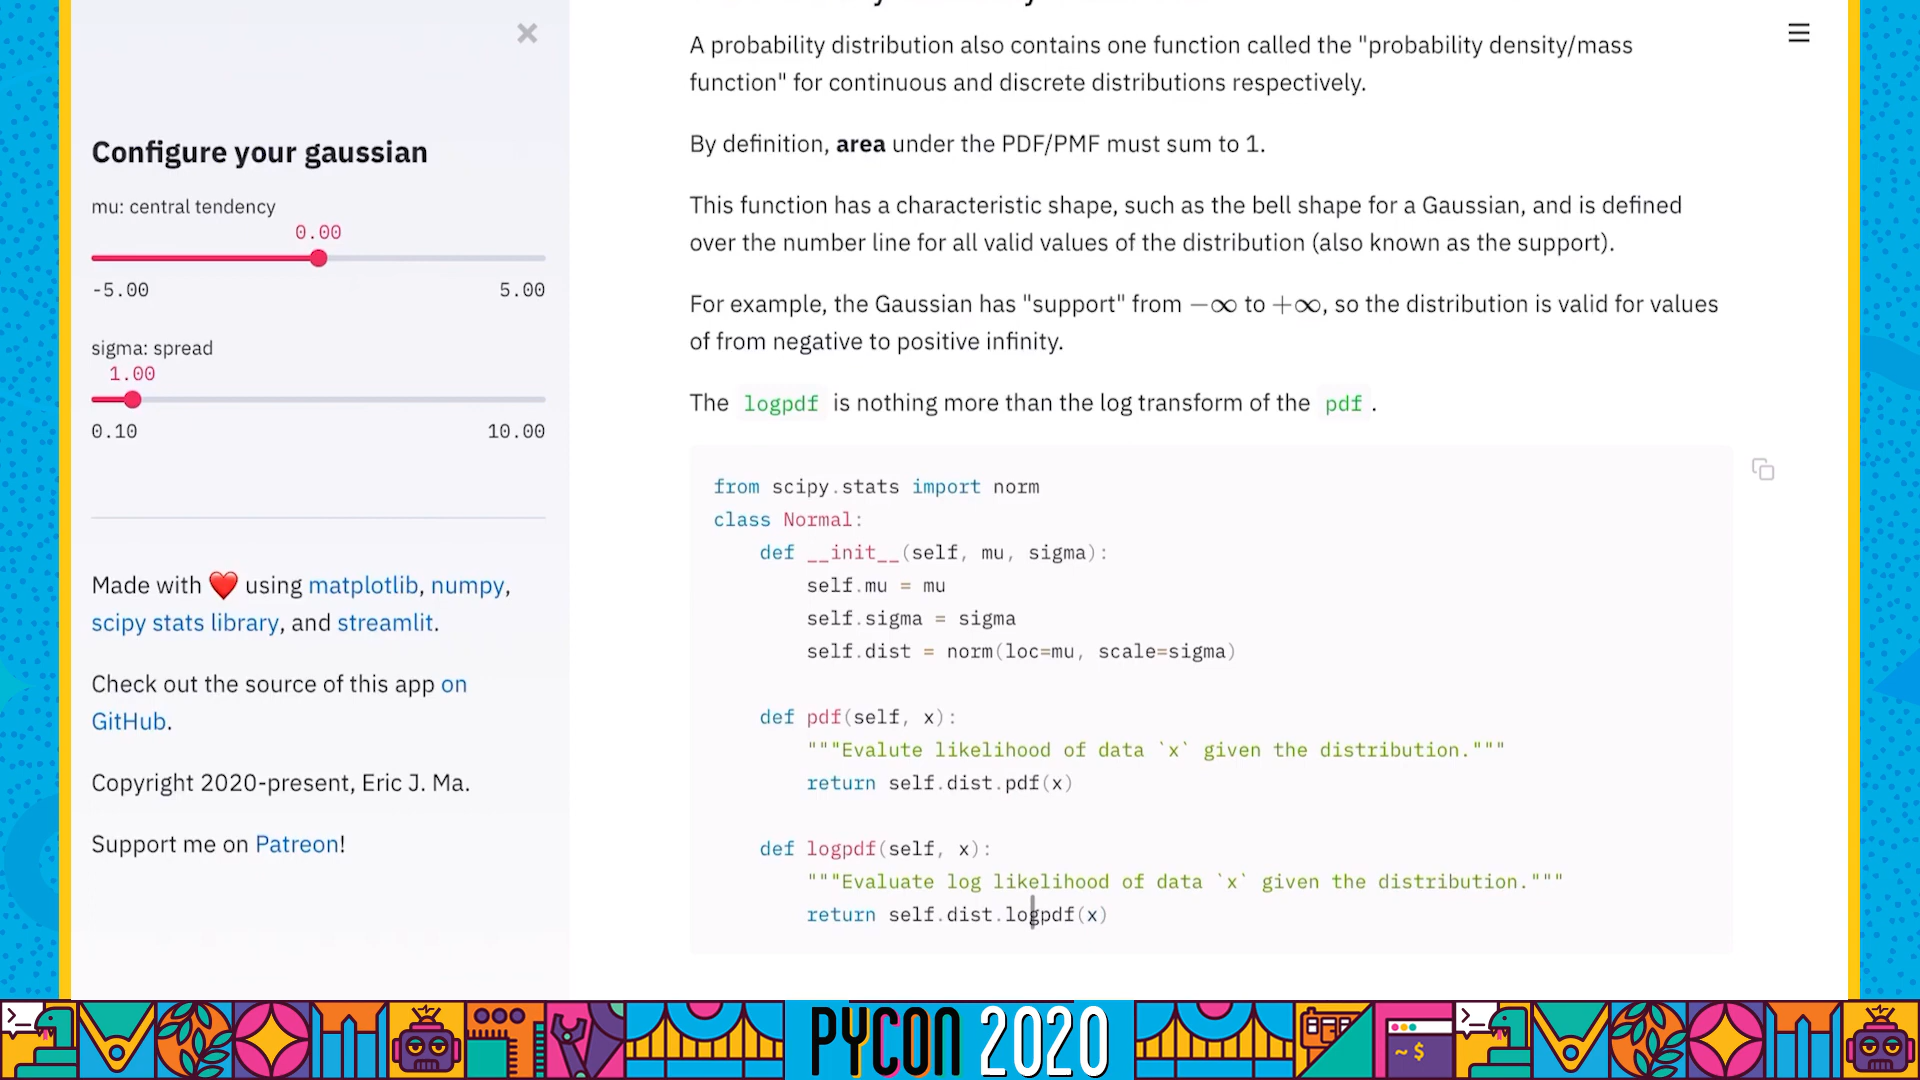 Configure your gaussian
mu: central tendency
0.00
-5.00 5.00
sigma: spread
1.00
0.10 10.00
Made with ❤️ using matplotlib, numpy,
scipy stats library, and streamlit.
Check out the source of this app on
GitHub.
Copyright 2020-present, Eric J. Ma.
Support me on Patreon!
A probability distribution also contains one function called the "probability density/mass
function" for continuous and discrete distributions respectively.
By definition, area under the PDF/PMF must sum to 1.
This function has a characteristic shape, such as the bell shape for a Gaussian, and is defined
over the number line for all valid values of the distribution (also known as the support).
For example, the Gaussian has "support" from −∞ to +∞, so the distribution is valid for values
of from negative to positive infinity.
The logpdf is nothing more than the log transform of the pdf .
from scipy.stats import norm
class Normal:
    def __init__(self, mu, sigma):
        self.mu = mu
        self.sigma = sigma
        self.dist = norm(loc=mu, scale=sigma)
    def pdf(self, x):
        """Evalute likelihood of data `x` given the distribution."""
        return self.dist.pdf(x)
    def logpdf(self, x):
        """Evaluate log likelihood of data `x` given the distribution."""
        return self.dist.logpdf(x)
PYCON 2020
~ $